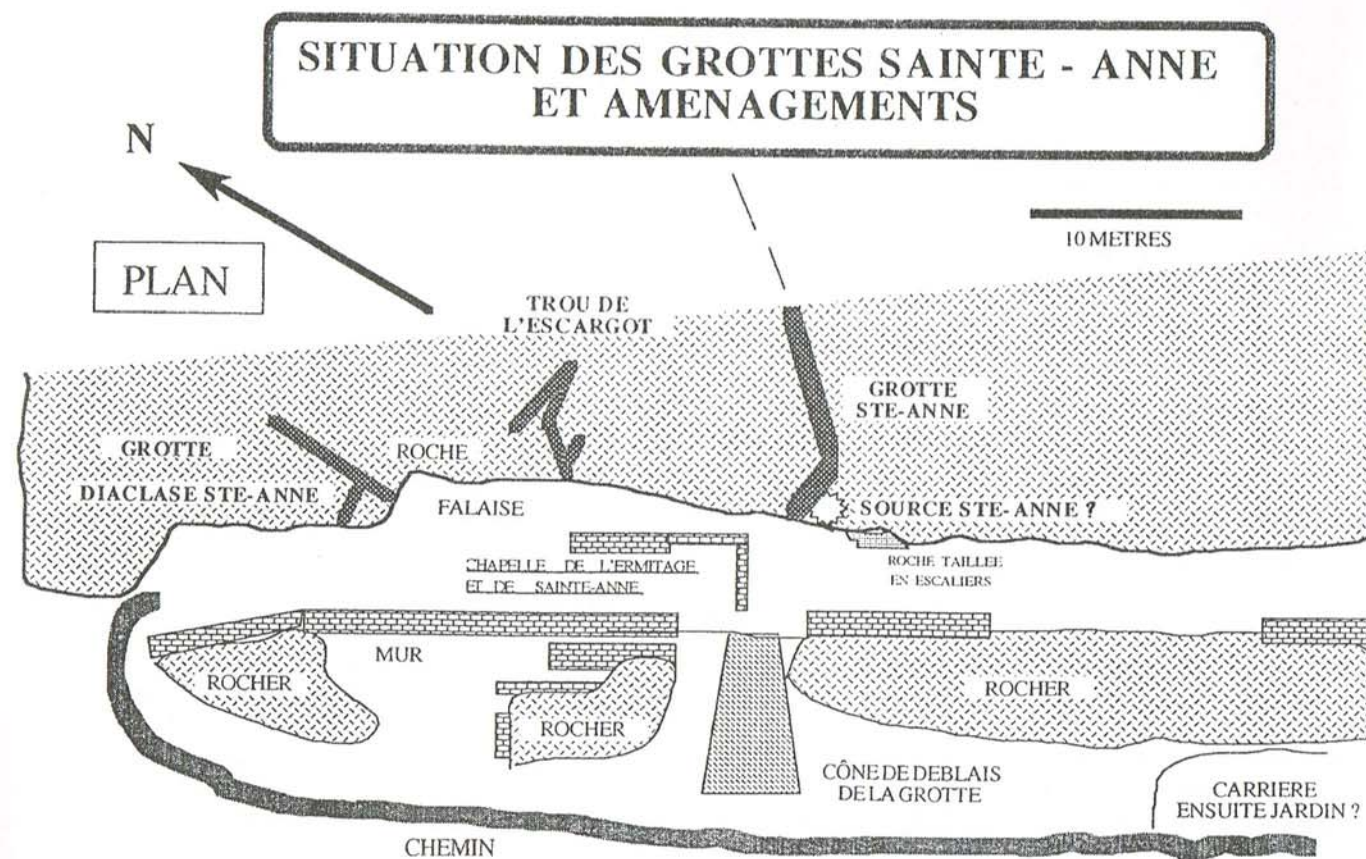 SITUATION DES GROTTES SAINTE - ANNE
ET AMENAGEMENTS
N
10 METRES
PLAN
TROU DE
L'ESCARGOT
GROTTE
STE-ANNE
GROTTE
DIACLASE STE-ANNE
ROCHE
FALAISE
SOURCE STE-ANNE ?
CHAPELLE DE L'ERMITAGE
ET DE SAINTE-ANNE
ROCHE TAILLEE
EN ESCALIERS
MUR
ROCHER
ROCHER
ROCHER
CÔNE DE DEBLAIS
DE LA GROTTE
CARRIERE
ENSUITE JARDIN ?
CHEMIN